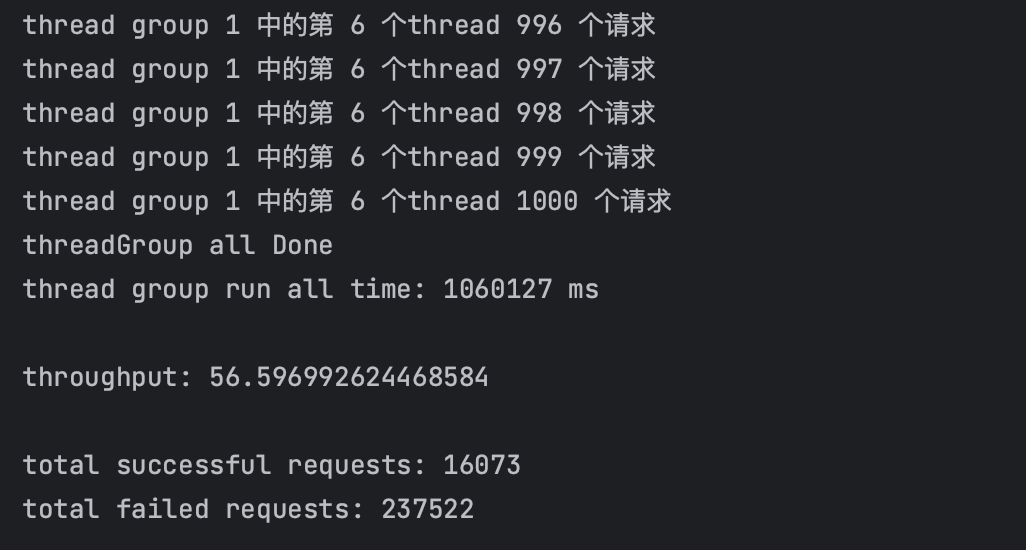 thread group 1 中的第 6 个thread 996 个请求
thread group 1 中的第 6 个thread 997 个请求
thread group 1 中的第 6 个thread 998 个请求
thread group 1 中的第 6 个thread 999 个请求
thread group 1 中的第 6 个thread 1000 个请求
threadGroup all Done
thread group run all time: 1060127 ms
throughput: 56.596992624468584
total successful requests: 16073
total failed requests: 237522